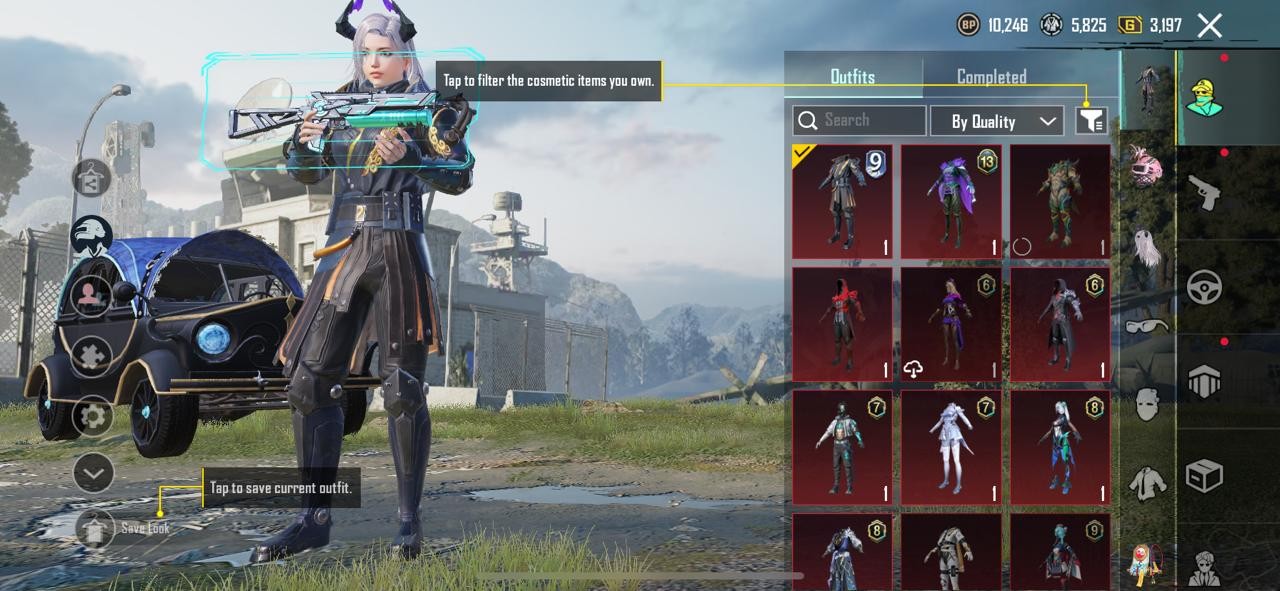 BP 10,246 5,825 G 3,197
Tap to filter the cosmetic items you own.
Outfits Completed
Search By Quality
9 13
1 1 1
6 6
1 1 1
7 7 8
1 1 1
8 9
2
Tap to save current outfit.
Save Look